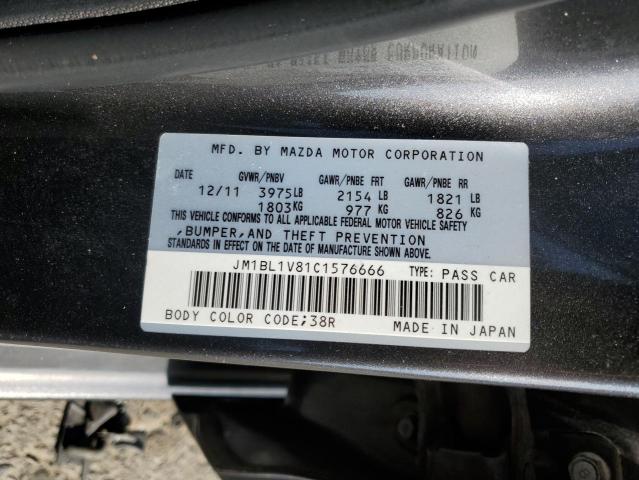 MFD. BY MAZDA MOTOR CORPORATION
DATE GVWR/PNBV GAWR/PNBE FRT GAWR/PNBE RR
12/11 3975LB 2154 LB 1821 LB
1803KG 977 KG 826 KG
THIS VEHICLE CONFORMS TO ALL APPLICABLE FEDERAL MOTOR VEHICLE SAFETY
,BUMPER,AND THEFT PREVENTION
STANDARDS IN EFFECT ON THE DATE OF MANUFACTURE SHOWN ABOVE.
JM1BL1V81C1576666 TYPE: PASS CAR
BODY COLOR CODE;38R MADE IN JAPAN